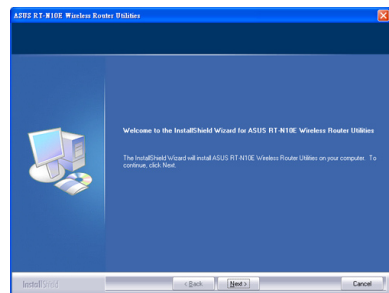 ASUS RT-N10E Wireless Router Utilities
Welcome to the InstallShield Wizard for ASUS RT-N10E Wireless Router Utilities
The InstallShield Wizard will install ASUS RT-N10E Wireless Router Utilities on your computer. To
continue, click Next.
InstallShield
< Back
Next >
Cancel